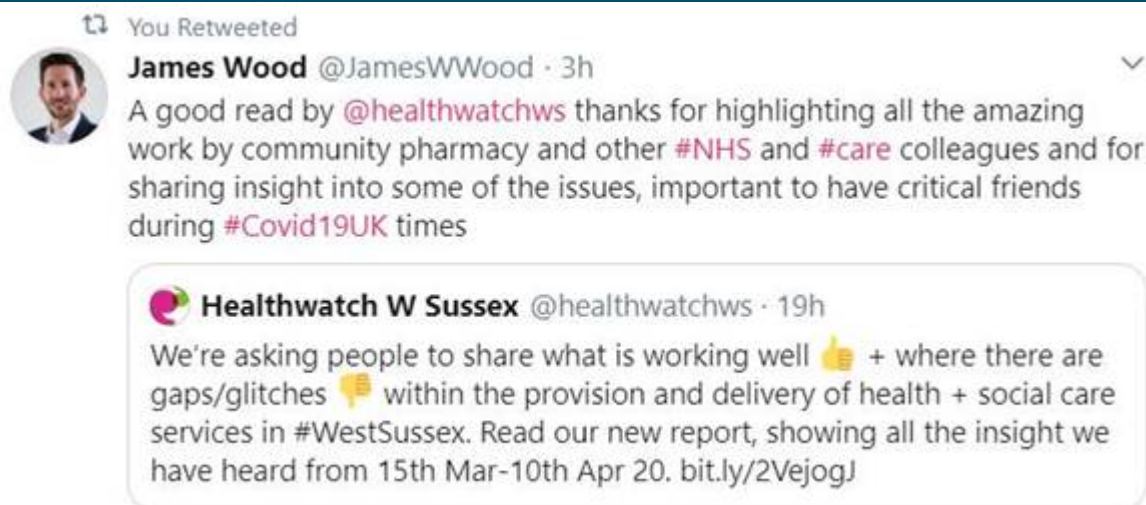 You Retweeted
James Wood @JamesWWood · 3h
A good read by @healthwatchws thanks for highlighting all the amazing
work by community pharmacy and other #NHS and #care colleagues and for
sharing insight into some of the issues, important to have critical friends
during #Covid19UK times
Healthwatch W Sussex @healthwatchws · 19h
We're asking people to share what is working well 👍 + where there are
gaps/glitches 👎 within the provision and delivery of health + social care
services in #WestSussex. Read our new report, showing all the insight we
have heard from 15th Mar-10th Apr 20. bit.ly/2VejogJ